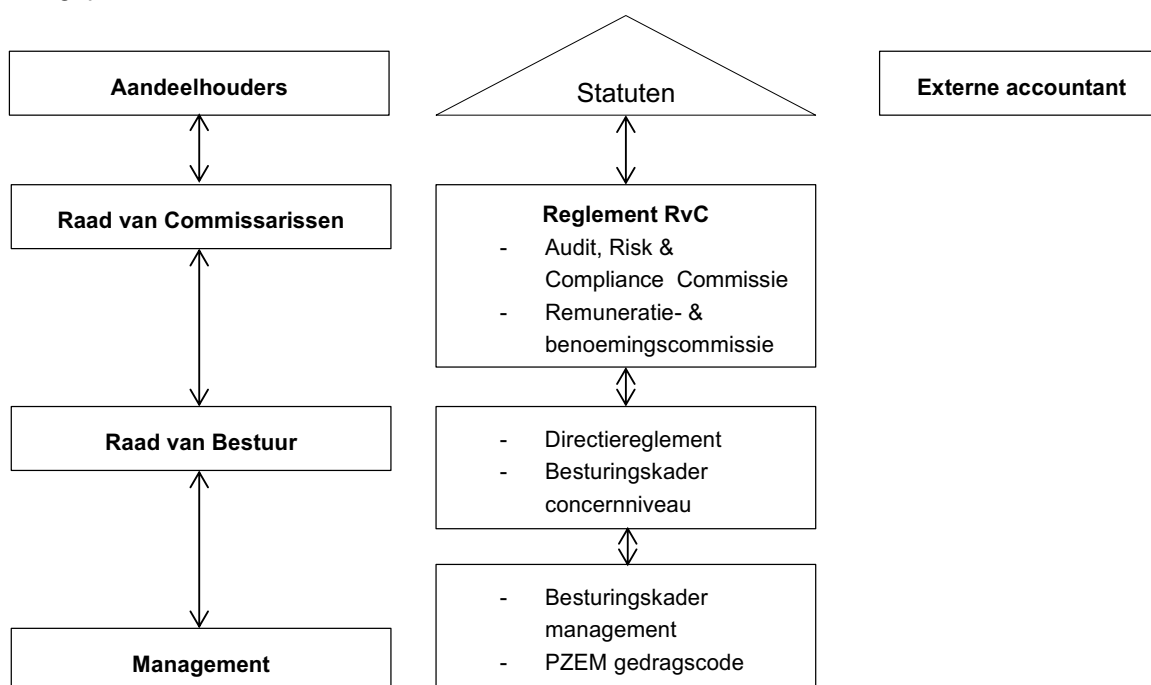 Aandeelhouders
Statuten
Externe accountant
Raad van Commissarissen
Reglement RvC
- Audit, Risk &
Compliance Commissie
- Remuneratie- &
benoemingscommissie
Raad van Bestuur
- Directiereglement
- Besturingskader
concernniveau
- Besturingskader
management
- PZEM gedragscode
Management